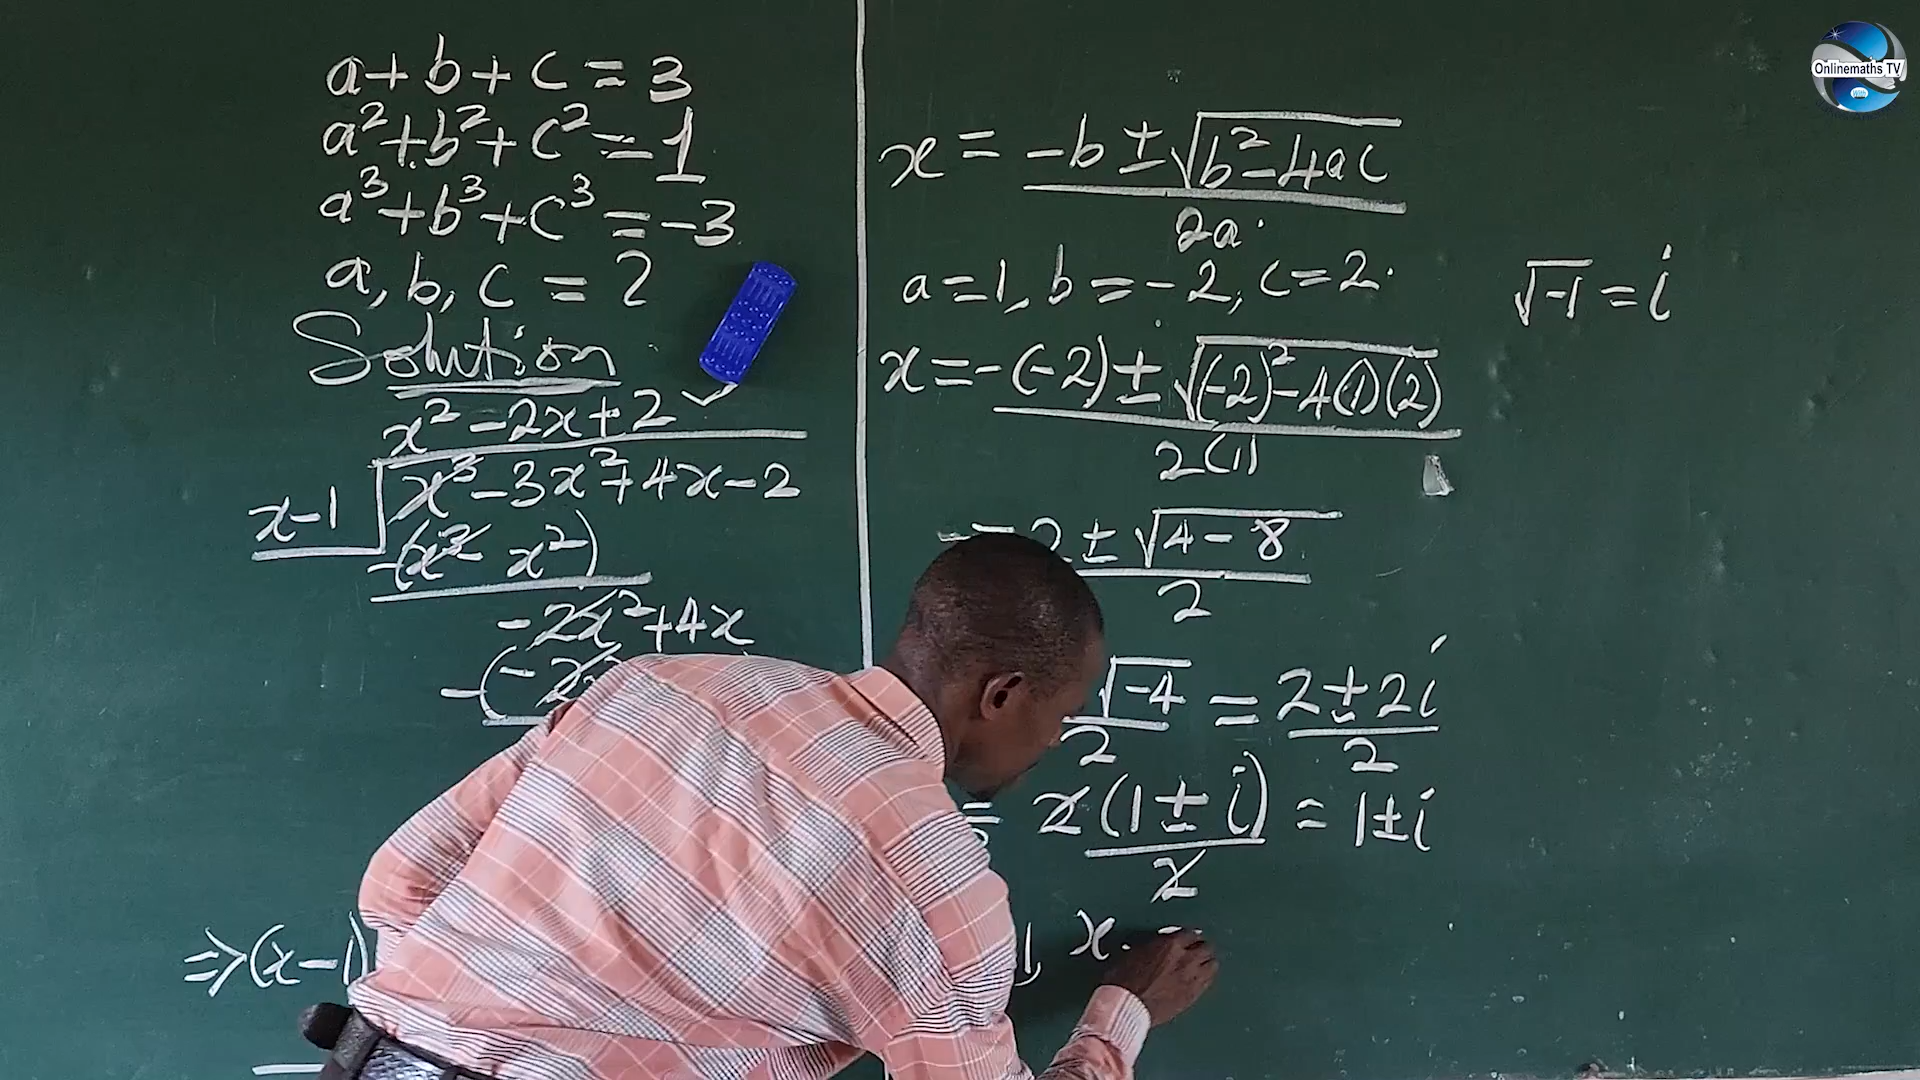 a+b+c=3
a²+b²+c²=1
a³+b³+c³=-3
a, b, c = ?
Solution
x²-2x+2 ✓
x-1 √x³-3x²+4x-2
-(x³ x²)
-2x²+4x
-(-2
⇒(x-1)
x = -b±√b²-4ac
2a
a=1, b=-2, c=2.
√-1 = i
x=-(-2)±√(-2)²-4(1)(2)
2(1)
= 2±√4-8
2
√-4 = 2±2i
2 2
= 2(1±i) = 1±i
2
1, x =
Onlinemaths TV